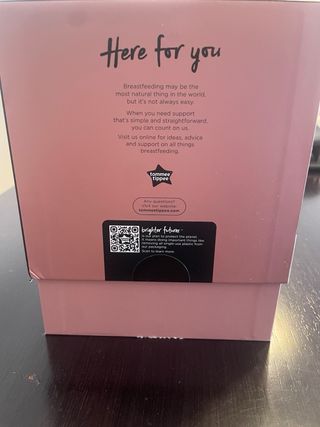 Here for you
Breastfeeding may be the
most natural thing in the world,
but it's not always easy.
When you need support
that's simple and straightforward,
you can count on us.
Visit us online for ideas, advice
and support on all things
breastfeeding.
tommee
tippee
Any questions?
Visit our website:
tommeetippee.com
brighter futures
is our plan to protect the planet.
It means doing important things like
removing all single-use plastic from
our packaging.
Scan to learn more.